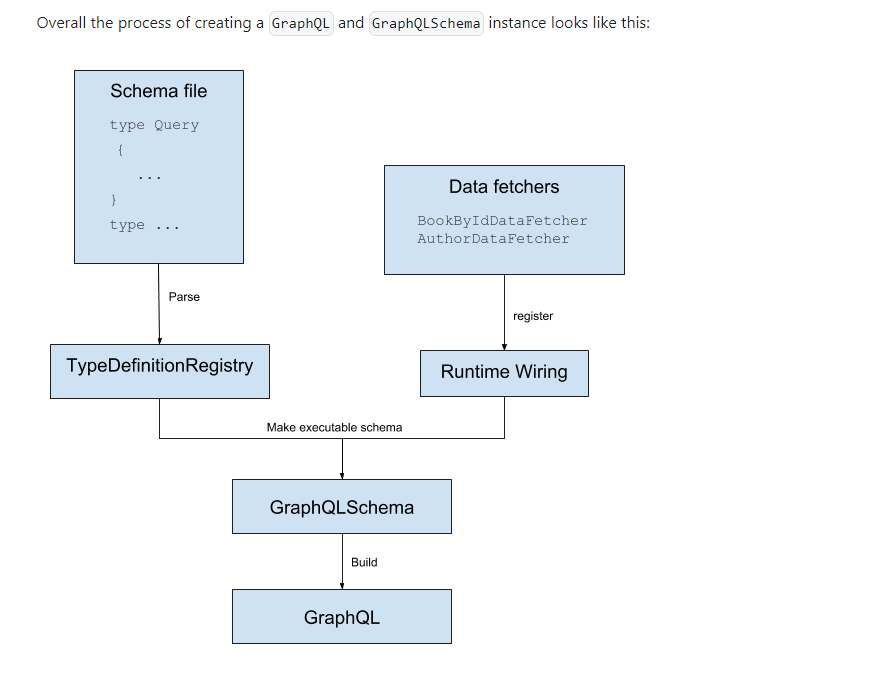 Overall the process of creating a GraphQL and GraphQLSchema instance looks like this:
Schema file
type Query
{
...
}
type ...
Data fetchers
BookByIdDataFetcher
AuthorDataFetcher
Parse
register
TypeDefinitionRegistry
Runtime Wiring
Make executable schema
GraphQLSchema
Build
GraphQL